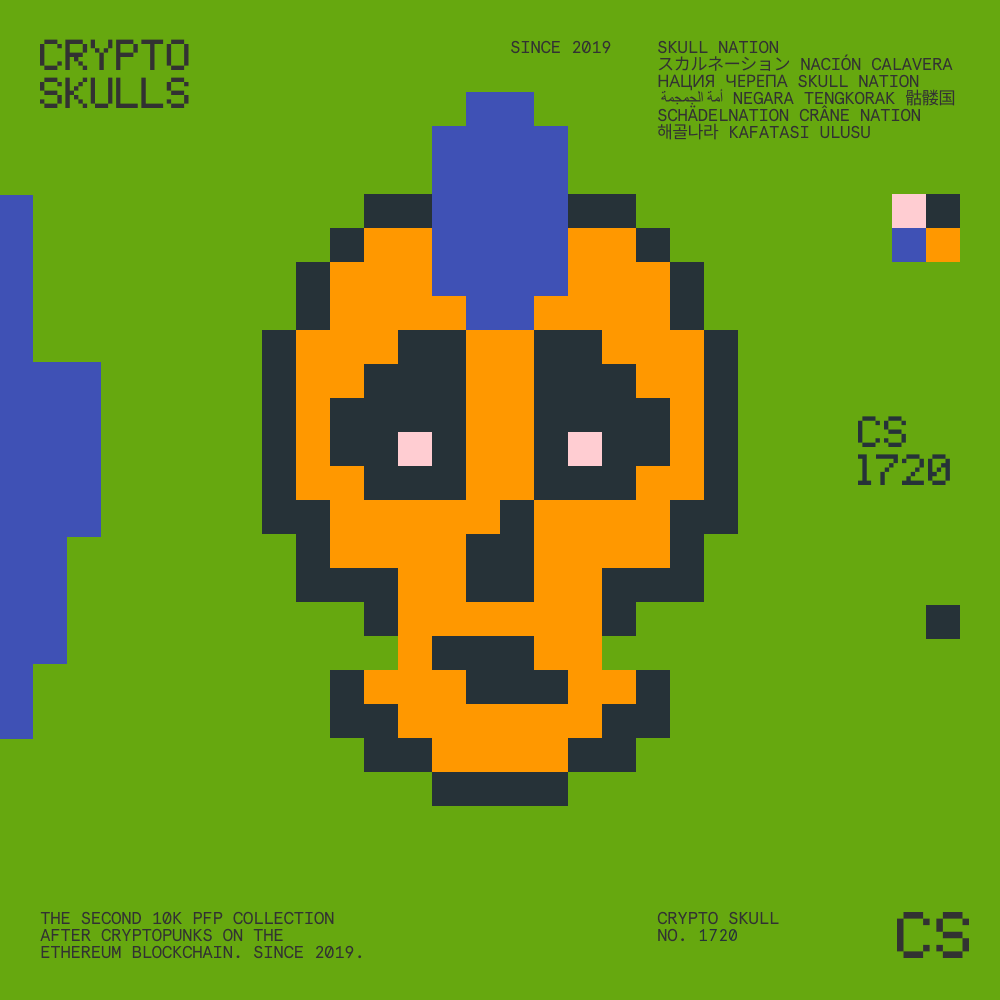 CRYPTO
SKULLS
SINCE 2019
SKULL NATION
スカルネーション NACIÓN CALAVERA
НАЦИЯ ЧЕРЕПА SKULL NATION
أمة الجمجمة NEGARA TENGKORAK 骷髅国
SCHÄDELNATION CRÂNE NATION
해골나라 KAFATASI ULUSU
CS
1720
THE SECOND 10K PFP COLLECTION
AFTER CRYPTOPUNKS ON THE
ETHEREUM BLOCKCHAIN. SINCE 2019.
CRYPTO SKULL
NO. 1720
CS